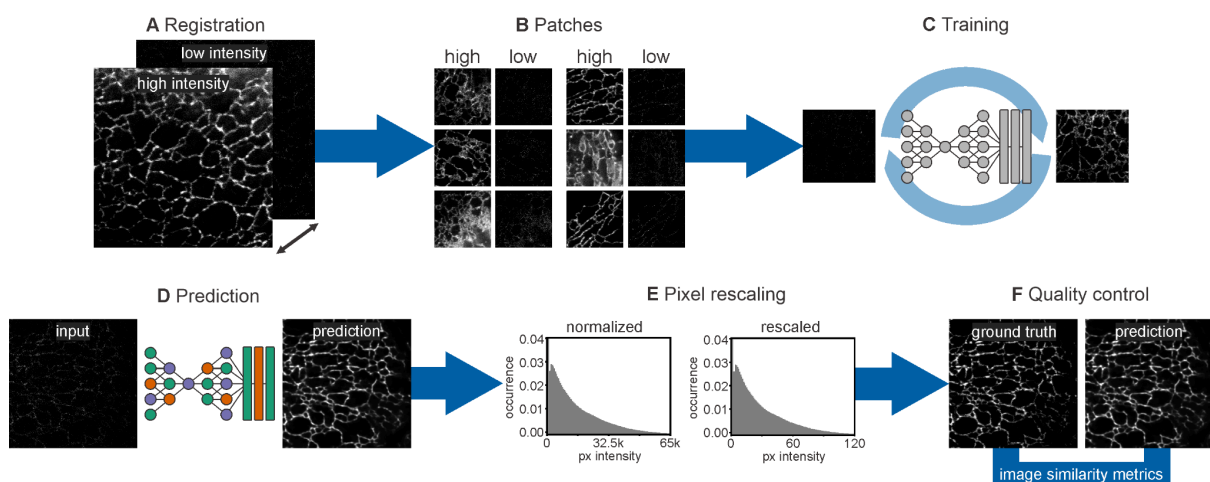 A Registration
low intensity
high intensity
B Patches
high low high low
C Training
D Prediction
input
prediction
E Pixel rescaling
normalized
occurrence
0.04
0.03
0.02
0.01
0.00
0 32.5k 65k
px intensity
rescaled
occurrence
0.04
0.03
0.02
0.01
0.00
0 60 120
px intensity
F Quality control
ground truth
prediction
image similarity metrics